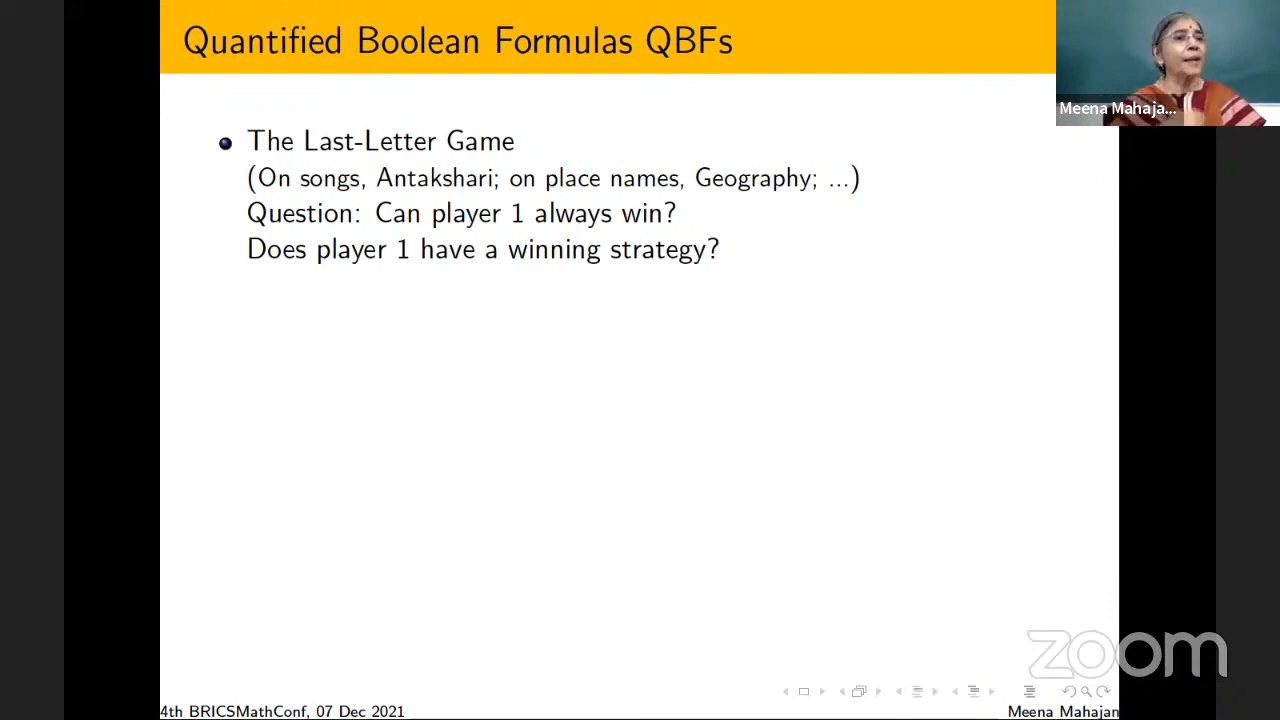 Quantified Boolean Formulas QBFs
Meena Mahaja...
The Last-Letter Game
(On songs, Antakshari; on place names, Geography; ...)
Question: Can player 1 always win?
Does player 1 have a winning strategy?
zoom
4th BRICSMathConf, 07 Dec 2021
Meena Mahajan